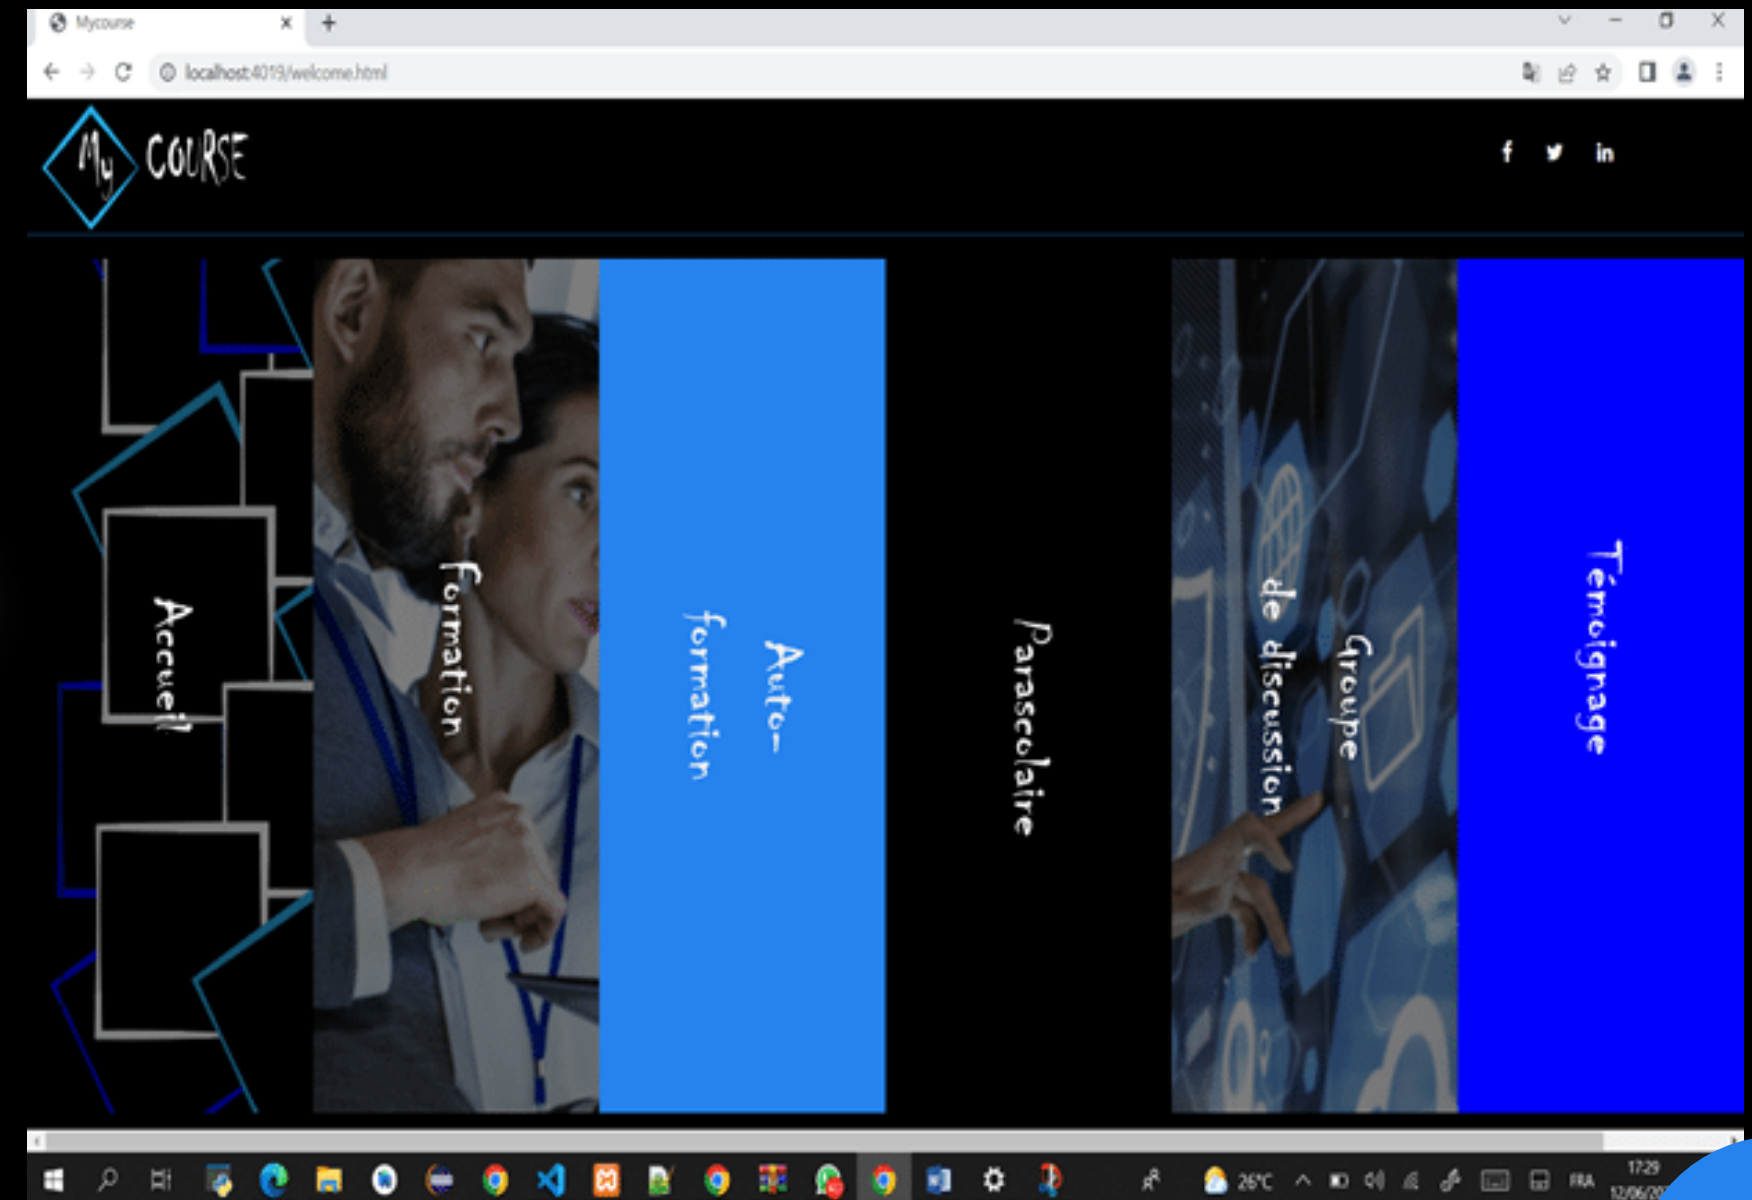 Mycourse
localhost:4019/welcome.html
My COURSE
Accueil
Formation
Auto-
formation
Parascolaire
Groupe
de discussion
Témoignage
26°C
FRA
17:29